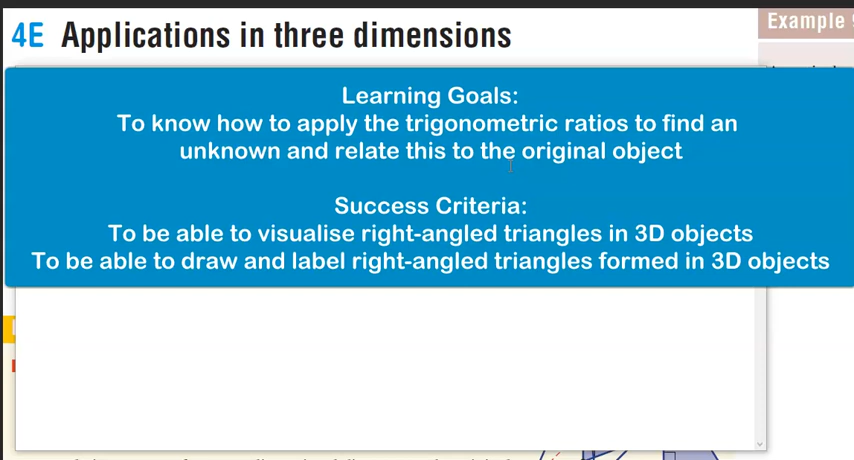 4E Applications in three dimensions
Example
Learning Goals:
To know how to apply the trigonometric ratios to find an
unknown and relate this to the original object
Success Criteria:
To be able to visualise right-angled triangles in 3D objects
To be able to draw and label right-angled triangles formed in 3D objects